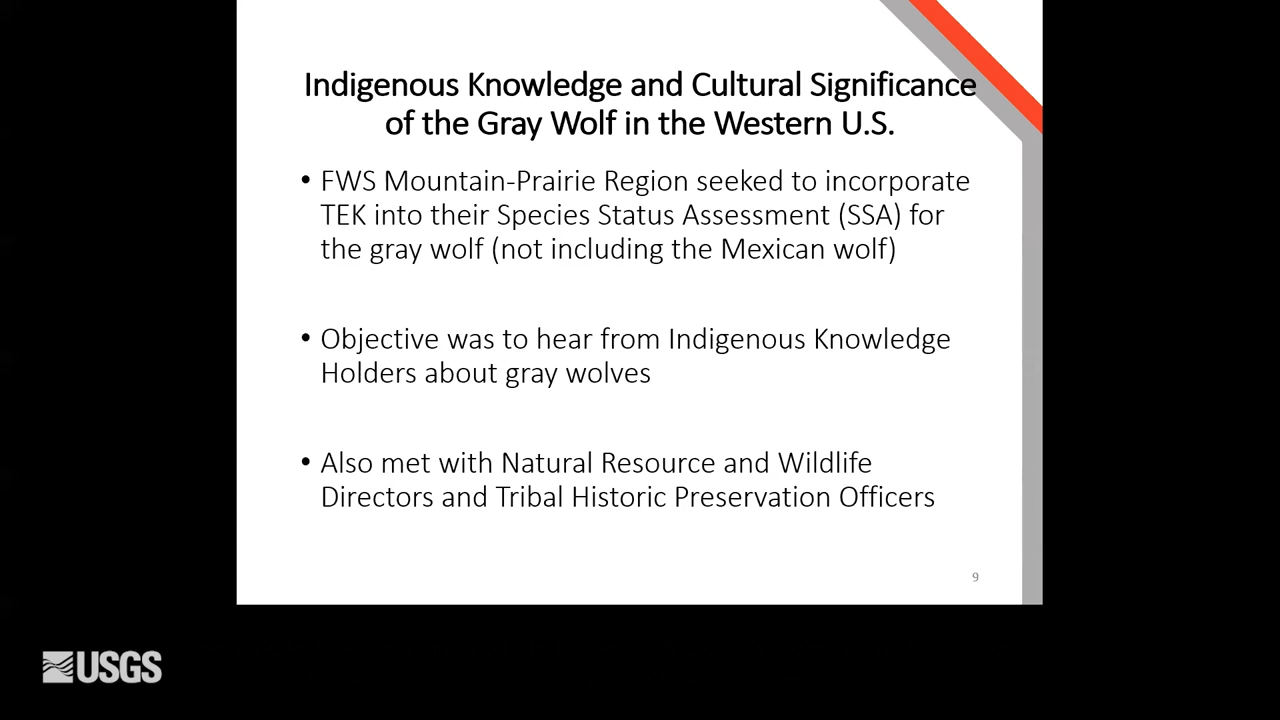 Indigenous Knowledge and Cultural Significance
of the Gray Wolf in the Western U.S.
• FWS Mountain-Prairie Region seeked to incorporate
TEK into their Species Status Assessment (SSA) for
the gray wolf (not including the Mexican wolf)
• Objective was to hear from Indigenous Knowledge
Holders about gray wolves
• Also met with Natural Resource and Wildlife
Directors and Tribal Historic Preservation Officers
9
USGS